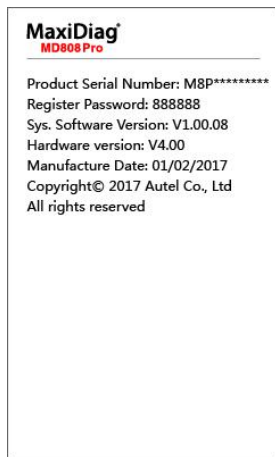 MaxiDiag
MD808 Pro
Product Serial Number: M8P*********
Register Password: 888888
Sys. Software Version: V1.00.08
Hardware version: V4.00
Manufacture Date: 01/02/2017
Copyright© 2017 Autel Co., Ltd
All rights reserved